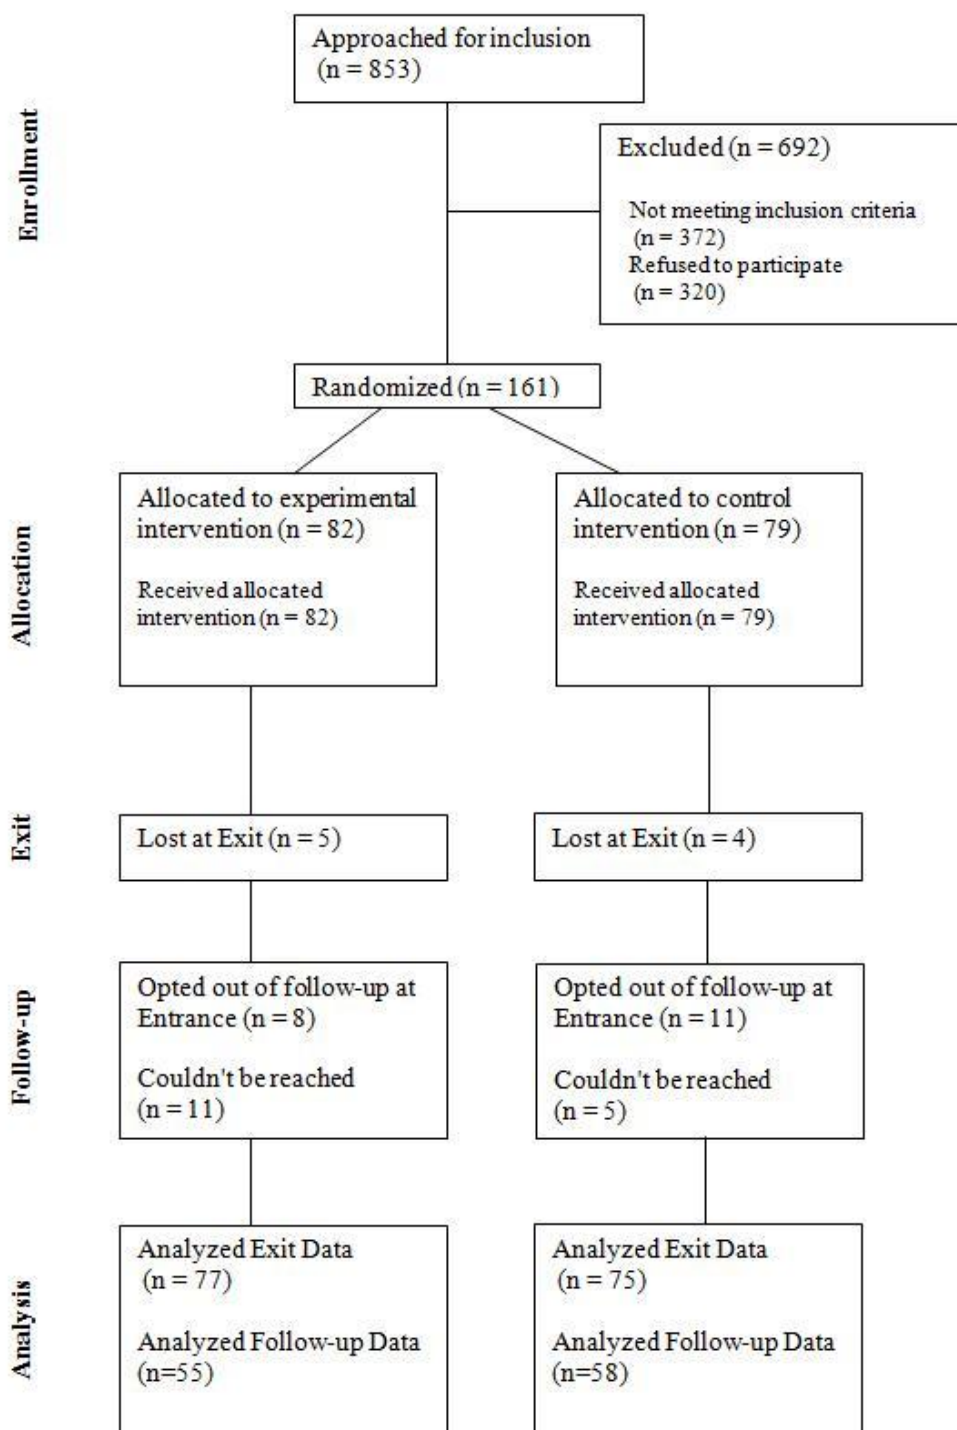 Approached for inclusion
(n = 853)
Enrollment
Excluded (n = 692)
Not meeting inclusion criteria
(n = 372)
Refused to participate
(n = 320)
Randomized (n = 161)
Allocation
Allocated to experimental
intervention (n = 82)
Received allocated
intervention (n = 82)
Allocated to control
intervention (n = 79)
Received allocated
intervention (n = 79)
Exit
Lost at Exit (n = 5)
Lost at Exit (n = 4)
Follow-up
Opted out of follow-up at
Entrance (n = 8)
Couldn't be reached
(n = 11)
Opted out of follow-up at
Entrance (n = 11)
Couldn't be reached
(n = 5)
Analysis
Analyzed Exit Data
(n = 77)
Analyzed Follow-up Data
(n=55)
Analyzed Exit Data
(n = 75)
Analyzed Follow-up Data
(n=58)